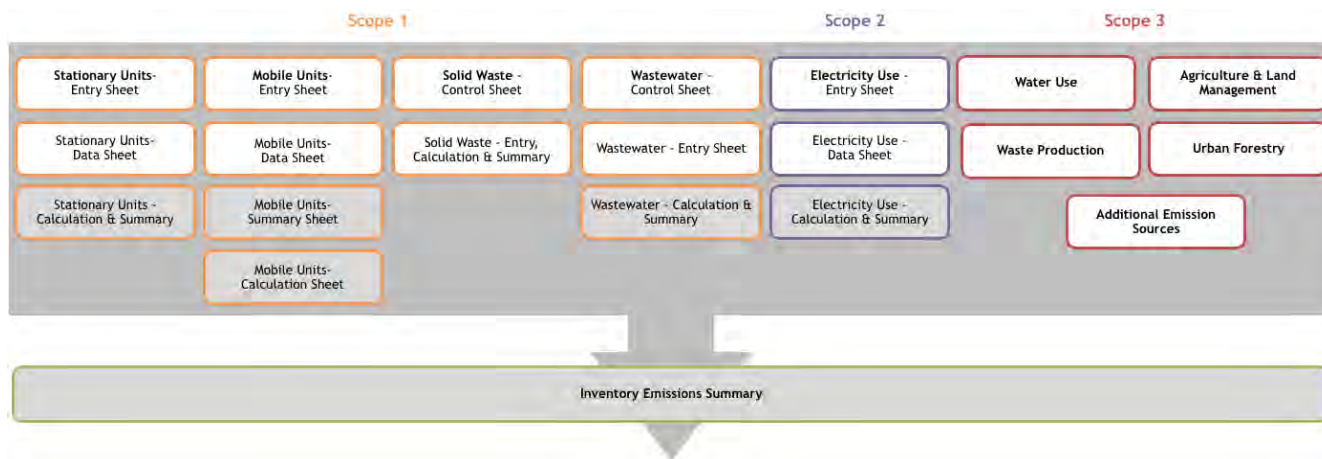 Scope 1
Scope 2
Scope 3
Stationary Units-
Entry Sheet
Mobile Units-
Entry Sheet
Solid Waste -
Control Sheet
Wastewater -
Control Sheet
Electricity Use -
Entry Sheet
Water Use
Agriculture & Land
Management
Stationary Units-
Data Sheet
Mobile Units-
Data Sheet
Solid Waste - Entry,
Calculation & Summary
Wastewater - Entry Sheet
Electricity Use -
Data Sheet
Waste Production
Urban Forestry
Stationary Units -
Calculation & Summary
Mobile Units-
Summary Sheet
Wastewater - Calculation &
Summary
Electricity Use -
Calculation & Summary
Additional Emission
Sources
Mobile Units-
Calculation Sheet
Inventory Emissions Summary